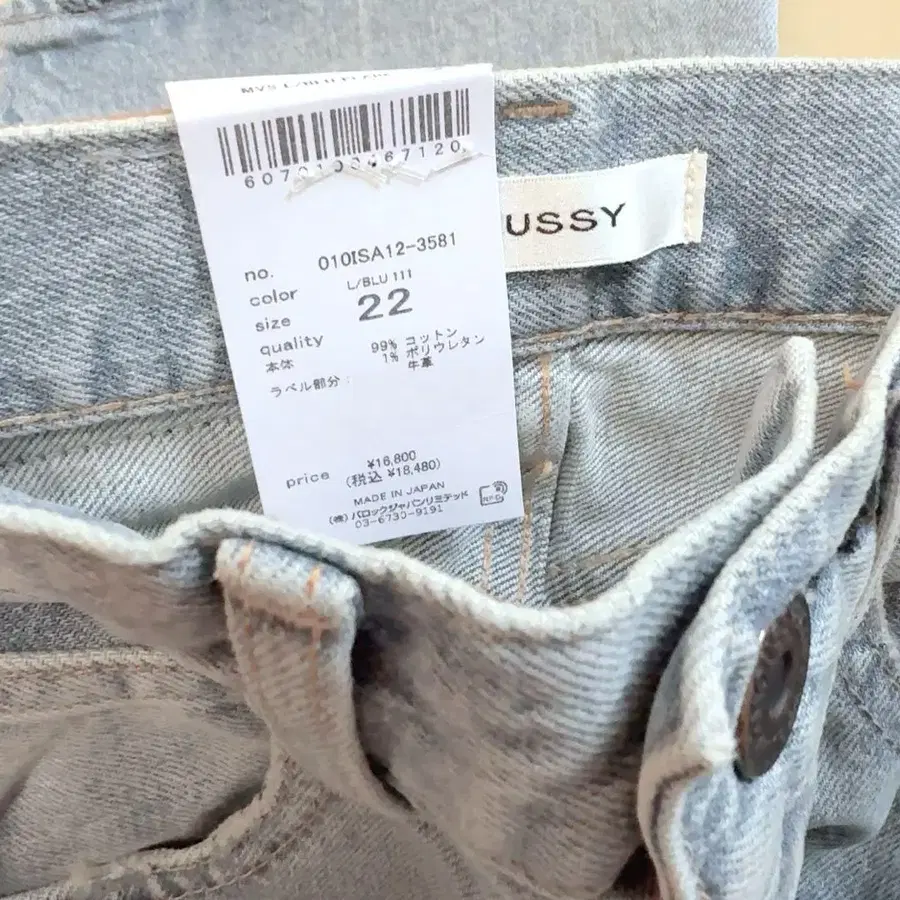 6070109467120
USSY
no. 010ISA12-3581
color L/BLU 111
size 22
quality
本体 99% コットン
1% ポリウレタン
ラベル部分: 牛革
price ¥16,800
(税込 ¥18,480)
MADE IN JAPAN
(株)バロックジャパンリミテッド
03-6730-9191